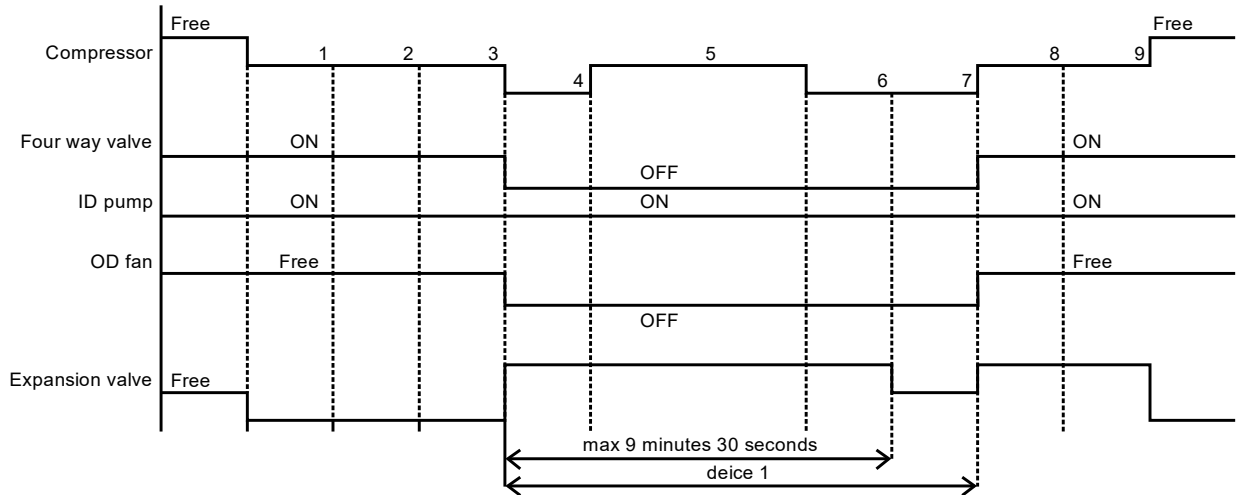 Free
Free
Compressor
1
2
3
4
5
6
7
8
9
Four way valve
ON
ON
OFF
ID pump
ON
ON
ON
OD fan
Free
Free
OFF
Expansion valve
Free
max 9 minutes 30 seconds
deice 1